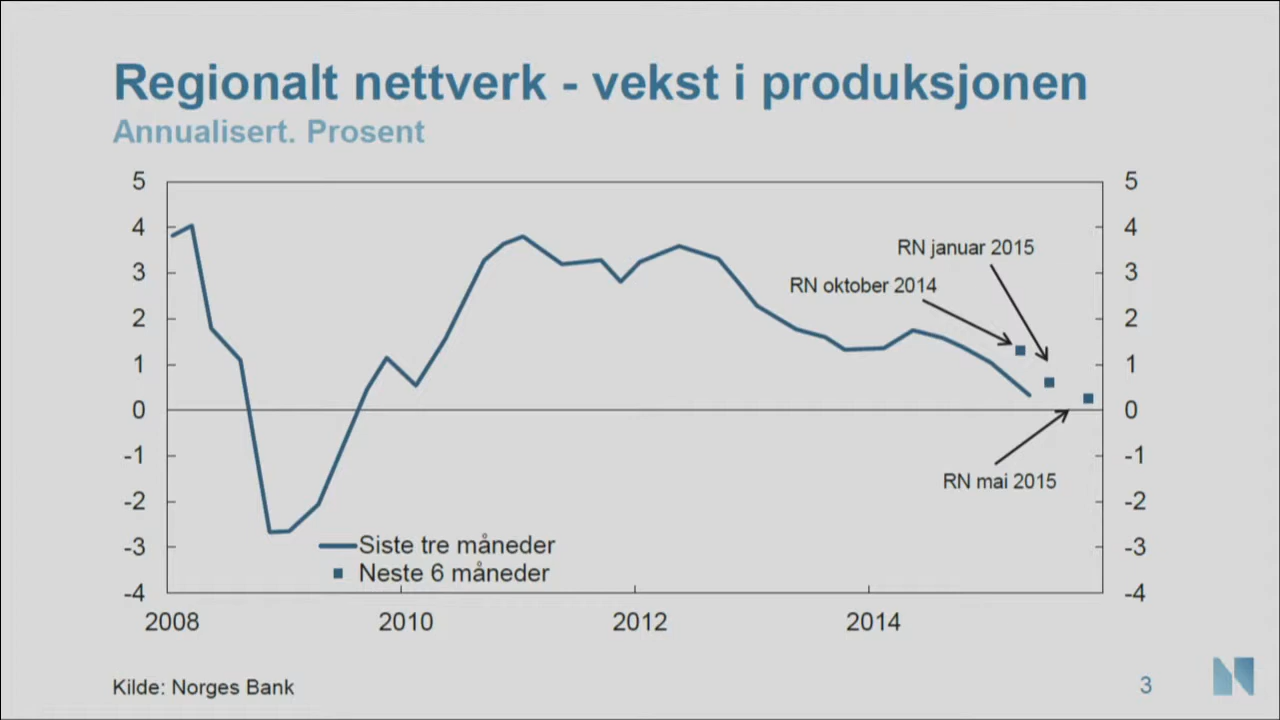 Regionalt nettverk - vekst i produksjonen
Annualisert. Prosent
5 5
4 4
RN januar 2015
3 3
RN oktober 2014
2 2
1 1
0 0
-1 -1
RN mai 2015
-2 -2
Siste tre måneder
-3 -3
Neste 6 måneder
-4 -4
2008 2010 2012 2014
Kilde: Norges Bank
3